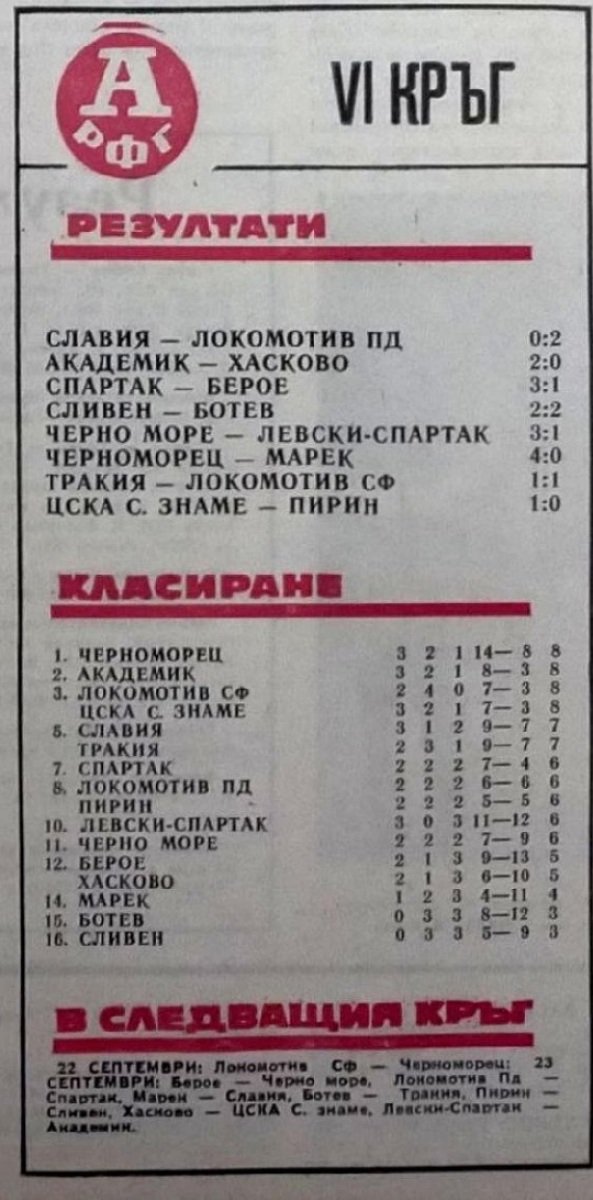 А
РФГ
VI КРЪГ
РЕЗУЛТАТИ
СЛАВИЯ — ЛОКОМОТИВ ПД 0:2
АКАДЕМИК — ХАСКОВО 2:0
СПАРТАК — БЕРОЕ 3:1
СЛИВЕН — БОТЕВ 2:2
ЧЕРНО МОРЕ — ЛЕВСКИ-СПАРТАК 3:1
ЧЕРНОМОРЕЦ — МАРЕК 4:0
ТРАКИЯ — ЛОКОМОТИВ СФ 1:1
ЦСКА С. ЗНАМЕ — ПИРИН 1:0
КЛАСИРАНЕ
1. ЧЕРНОМОРЕЦ 3 2 1 14— 8 8
2. АКАДЕМИК 3 2 1 8— 3 8
3. ЛОКОМОТИВ СФ 2 4 0 7— 3 8
ЦСКА С. ЗНАМЕ 3 2 1 7— 3 8
5. СЛАВИЯ 3 1 2 9— 7 7
ТРАКИЯ 2 3 1 9— 7 7
7. СПАРТАК 2 2 2 7— 4 6
8. ЛОКОМОТИВ ПД 2 2 2 6— 6 6
ПИРИН 2 2 2 5— 5 6
10. ЛЕВСКИ-СПАРТАК 3 0 3 11—12 6
11. ЧЕРНО МОРЕ 2 2 2 7— 9 6
12. БЕРОЕ 2 1 3 9—13 5
ХАСКОВО 2 1 3 6—10 5
14. МАРЕК 1 2 3 4—11 4
15. БОТЕВ 0 3 3 8—12 3
16. СЛИВЕН 0 3 3 5— 9 3
В СЛЕДВАЩИЯ КРЪГ
22 СЕПТЕМВРИ: Локомотив Сф — Черноморец; 23
СЕПТЕМВРИ: Берое — Черно море, Локомотив Пд —
Спартак, Марек — Славия, Ботев — Тракия, Пирин —
Сливен, Хасково — ЦСКА С. знаме, Левски-Спартак —
Академик.